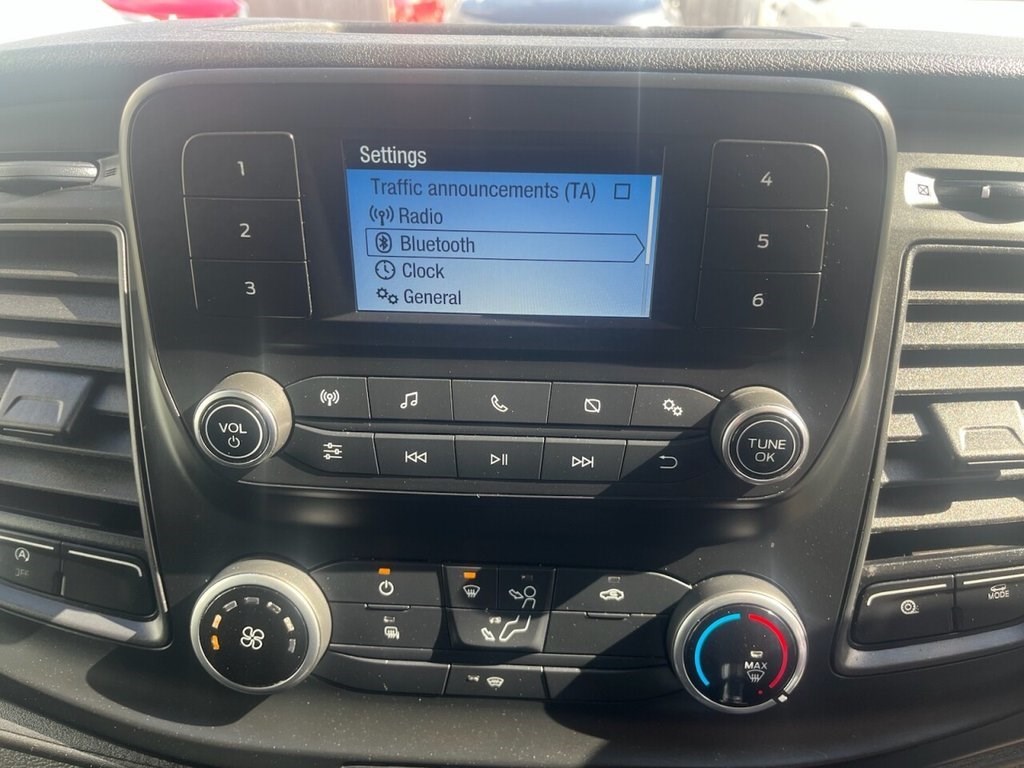 Settings
1
Traffic announcements (TA)
4
Radio
2
Bluetooth
5
Clock
3
General
6
VOL
TUNE
OK
A
OFF
MODE
MAX